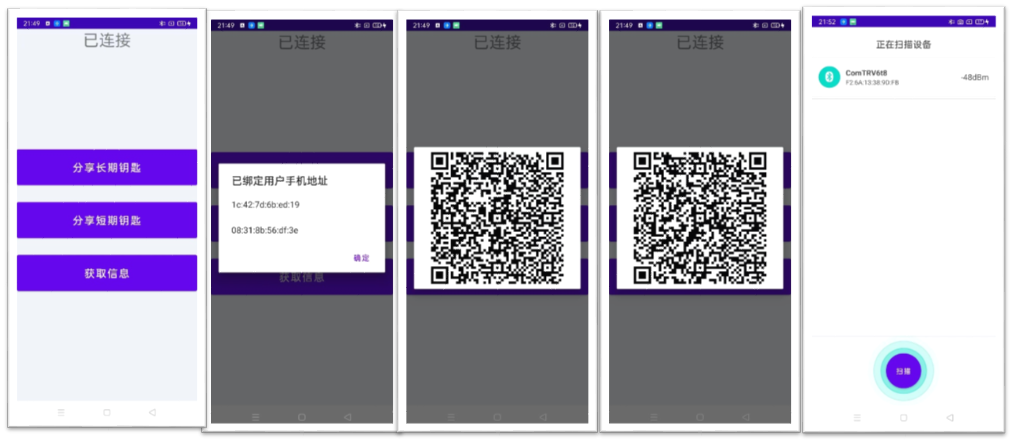 21:49
已连接
分享长期钥匙
分享短期钥匙
获取信息
21:49
已连接
已绑定用户手机地址
1c:42:7d:6b:ed:19
08:31:8b:56:df:3e
确定
获取信息
21:49
已连接
21:49
已连接
21:52
正在扫描设备
ComTRV6t8
F2:6A:13:38:90:FB
-48dBm
扫描